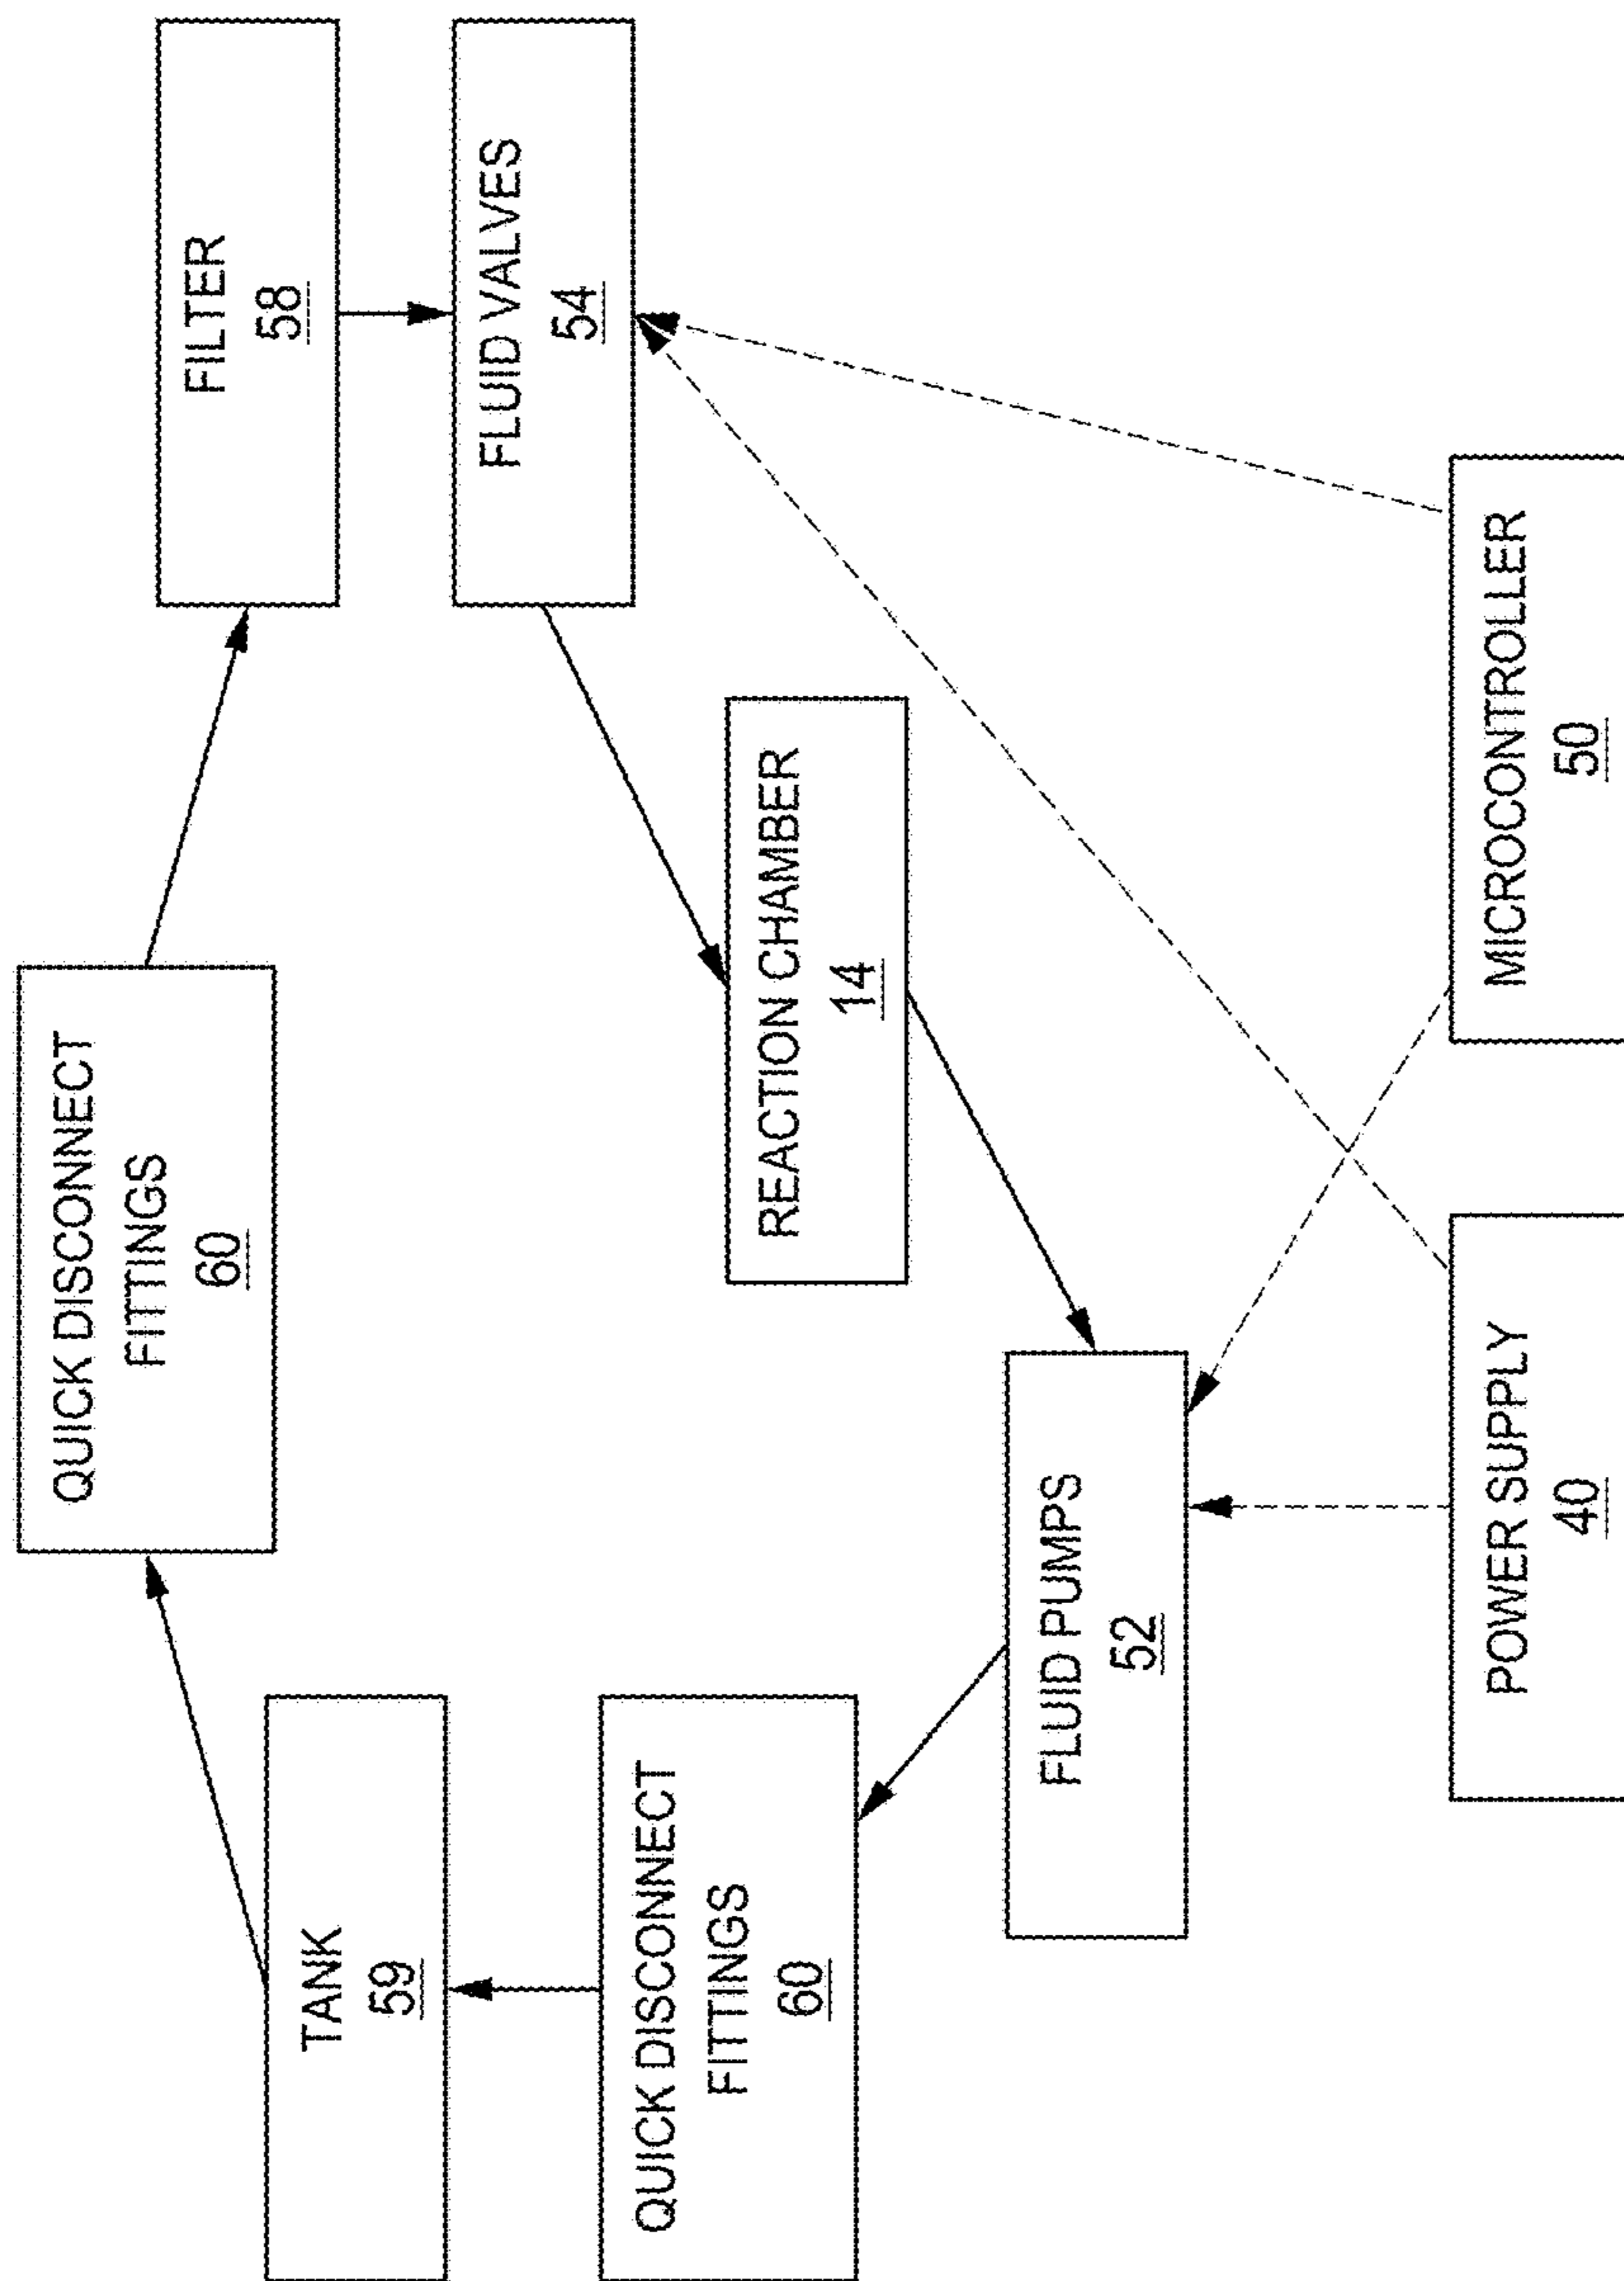 QUICK DISCONNECT
FITTINGS
60
TANK
59
FILTER
58
QUICK DISCONNECT
FITTINGS
60
FLUID VALVES
54
REACTION CHAMBER
14
FLUID PUMPS
52
POWER SUPPLY
40
MICROCONTROLLER
50